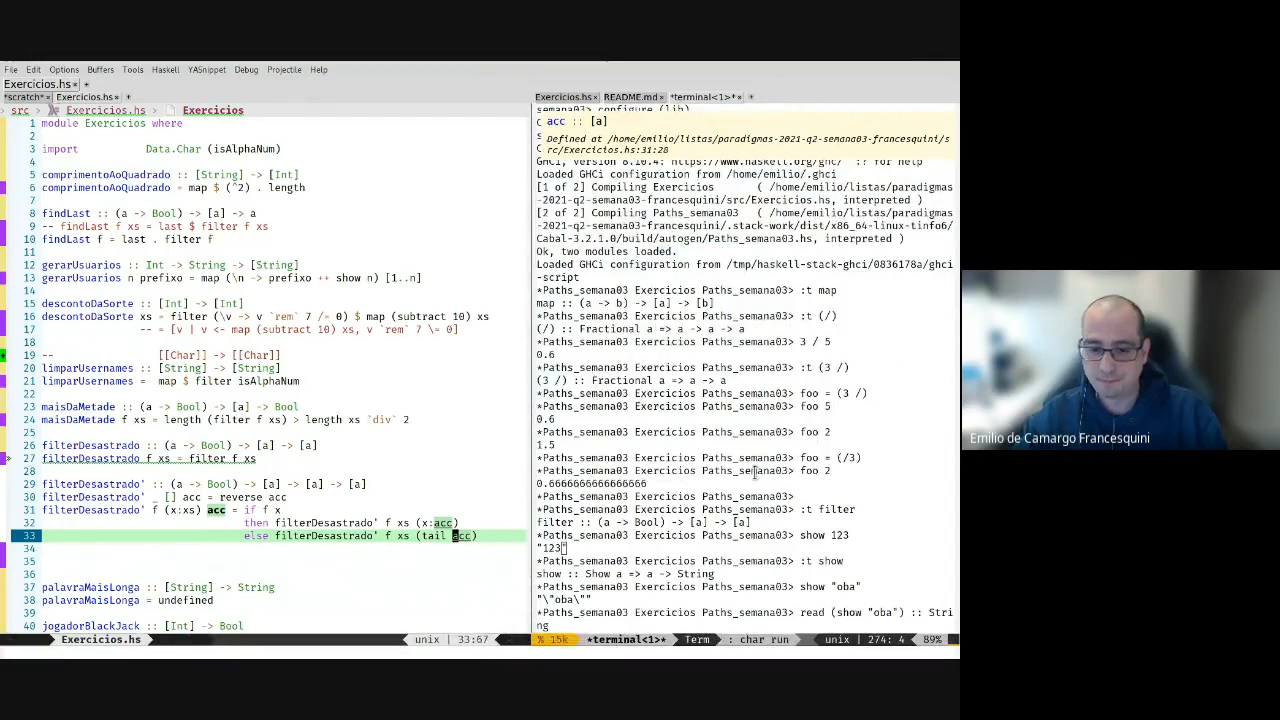 File Edit Options Buffers Tools Haskell YASnippet Debug Projectile Help
Exercicios.hs× +
*scratch*× Exercicios.hs× +
src Exercicios.hs Exercicios
1 module Exercicios where
2
3 import Data.Char (isAlphaNum)
4
5 comprimentoAoQuadrado :: [String] -> [Int]
6 comprimentoAoQuadrado = map $ (^2) . length
7
8 findLast :: (a -> Bool) -> [a] -> a
9 -- findLast f xs = last $ filter f xs
10 findLast f = last . filter f
11
12 gerarUsuarios :: Int -> String -> [String]
13 gerarUsuarios n prefixo = map (\n -> prefixo ++ show n) [1..n]
14
15 descontoDaSorte :: [Int] -> [Int]
16 descontoDaSorte xs = filter (\v -> v `rem` 7 /= 0) $ map (subtract 10) xs
17 -- = [v | v <- map (subtract 10) xs, v `rem` 7 \= 0]
18
19 -- [[Char]] -> [[Char]]
20 limparUsernames :: [String] -> [String]
21 limparUsernames = map $ filter isAlphaNum
22
23 maisDaMetade :: (a -> Bool) -> [a] -> Bool
24 maisDaMetade f xs = length (filter f xs) > length xs `div` 2
25
26 filterDesastrado :: (a -> Bool) -> [a] -> [a]
27 filterDesastrado f xs = filter f xs
28
29 filterDesastrado' :: (a -> Bool) -> [a] -> [a] -> [a]
30 filterDesastrado' _ [] acc = reverse acc
31 filterDesastrado' f (x:xs) acc = if f x
32 then filterDesastrado' f xs (x:acc)
33 else filterDesastrado' f xs (tail acc)
34
35
36
37 palavraMaisLonga :: [String] -> String
38 palavraMaisLonga = undefined
39
40 jogadorBlackJack :: [Int] -> Bool
Exercicios.hs unix | 33:67
Exercicios.hs× README.md× *terminal<1>*× +
semana03> configure (lib)
acc :: [a]
Defined at /home/emilio/listas/paradigmas-2021-q2-semana03-francesquini/s
rc/Exercicios.hs:31:28
GHCi, version 8.10.4: https://www.haskell.org/ghc/ :? for help
Loaded GHCi configuration from /home/emilio/.ghci
[1 of 2] Compiling Exercicios ( /home/emilio/listas/paradigmas
-2021-q2-semana03-francesquini/src/Exercicios.hs, interpreted )
[2 of 2] Compiling Paths_semana03 ( /home/emilio/listas/paradigmas
-2021-q2-semana03-francesquini/.stack-work/dist/x86_64-linux-tinfo6/
Cabal-3.2.1.0/build/autogen/Paths_semana03.hs, interpreted )
Ok, two modules loaded.
Loaded GHCi configuration from /tmp/haskell-stack-ghci/0836178a/ghci
-script
*Paths_semana03 Exercicios Paths_semana03> :t map
map :: (a -> b) -> [a] -> [b]
*Paths_semana03 Exercicios Paths_semana03> :t (/)
(/) :: Fractional a => a -> a -> a
*Paths_semana03 Exercicios Paths_semana03> 3 / 5
0.6
*Paths_semana03 Exercicios Paths_semana03> :t (3 /)
(3 /) :: Fractional a => a -> a
*Paths_semana03 Exercicios Paths_semana03> foo = (3 /)
*Paths_semana03 Exercicios Paths_semana03> foo 5
0.6
*Paths_semana03 Exercicios Paths_semana03> foo 2
1.5
*Paths_semana03 Exercicios Paths_semana03> foo = (/3)
*Paths_semana03 Exercicios Paths_semana03> foo 2
0.6666666666666666
*Paths_semana03 Exercicios Paths_semana03>
*Paths_semana03 Exercicios Paths_semana03> :t filter
filter :: (a -> Bool) -> [a] -> [a]
*Paths_semana03 Exercicios Paths_semana03> show 123
"123"
*Paths_semana03 Exercicios Paths_semana03> :t show
show :: Show a => a -> String
*Paths_semana03 Exercicios Paths_semana03> show "oba"
"\"oba\""
*Paths_semana03 Exercicios Paths_semana03> read (show "oba") :: Stri
ng
% 15k *terminal<1>* Term : char run unix | 274: 4 89%
Emilio de Camargo Francesquini